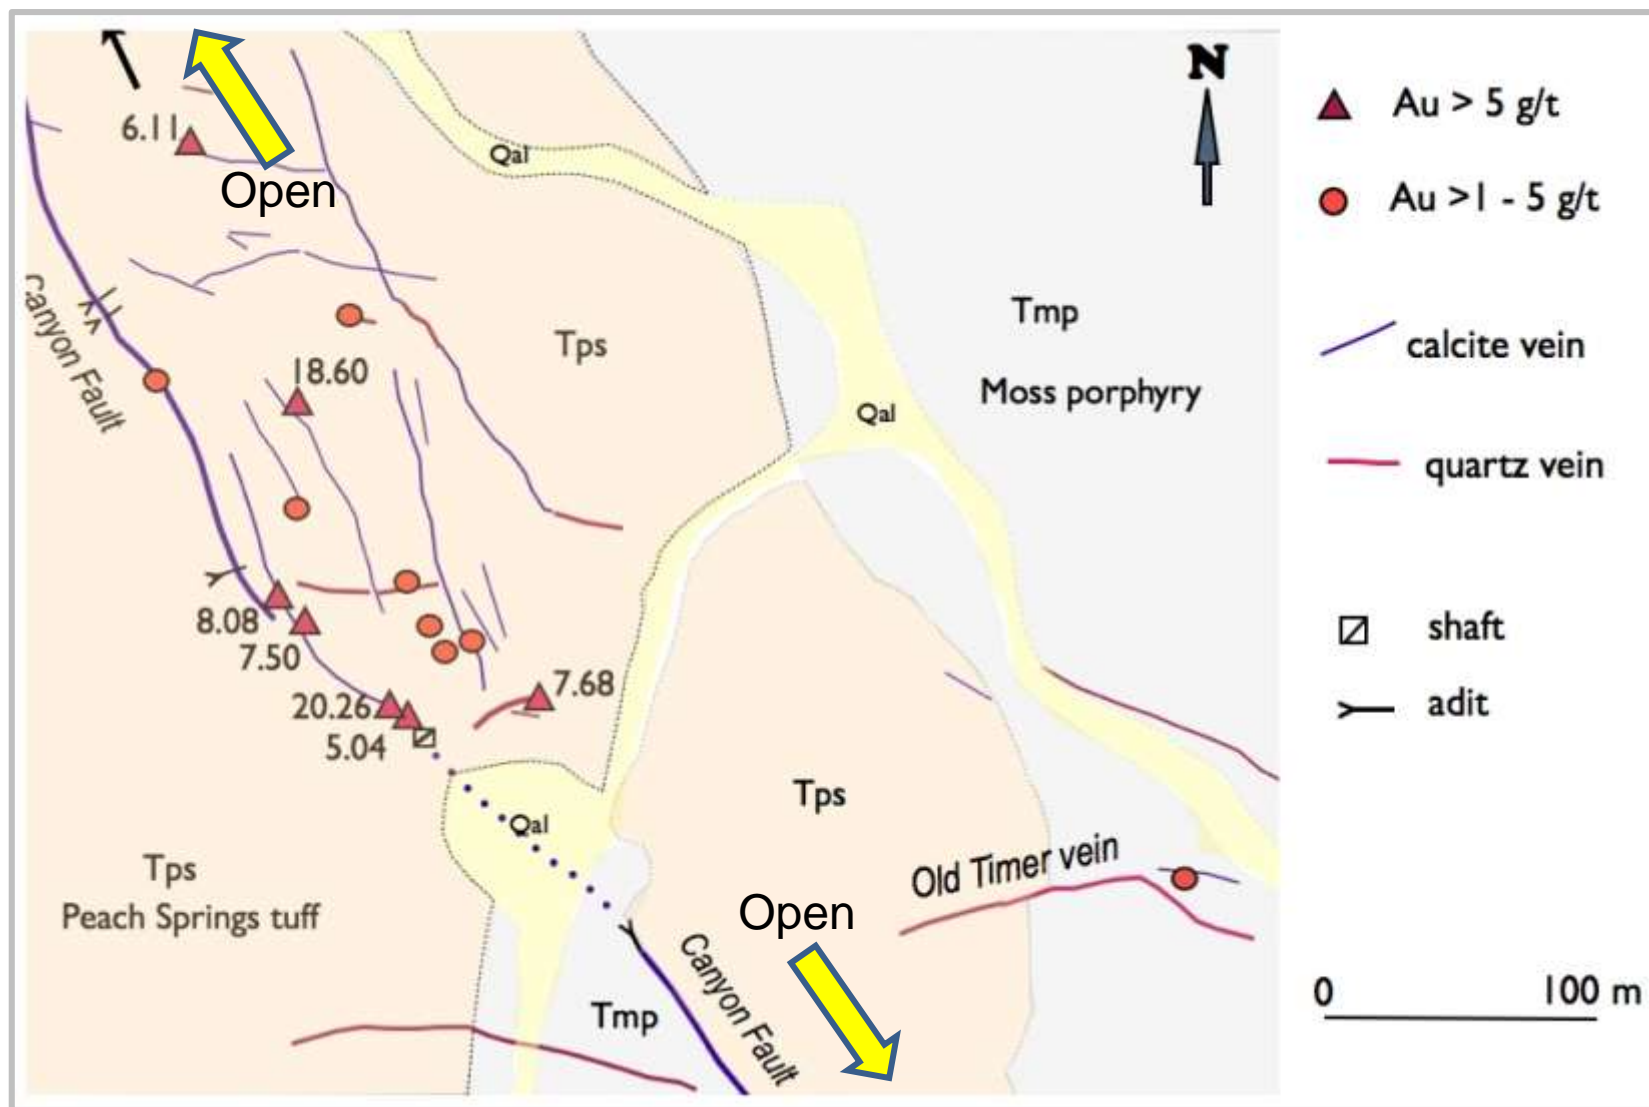 N
6.11
Open
Qal
Canyon Fault
Tmp
Tps
18.60
Moss porphyry
Qal
8.08
7.50
20.26
7.68
5.04
Tps
Qal
Old Timer vein
Tps
Peach Springs tuff
Open
Canyon Fault
Tmp
Au > 5 g/t
Au >1 - 5 g/t
calcite vein
quartz vein
shaft
adit
0 100 m